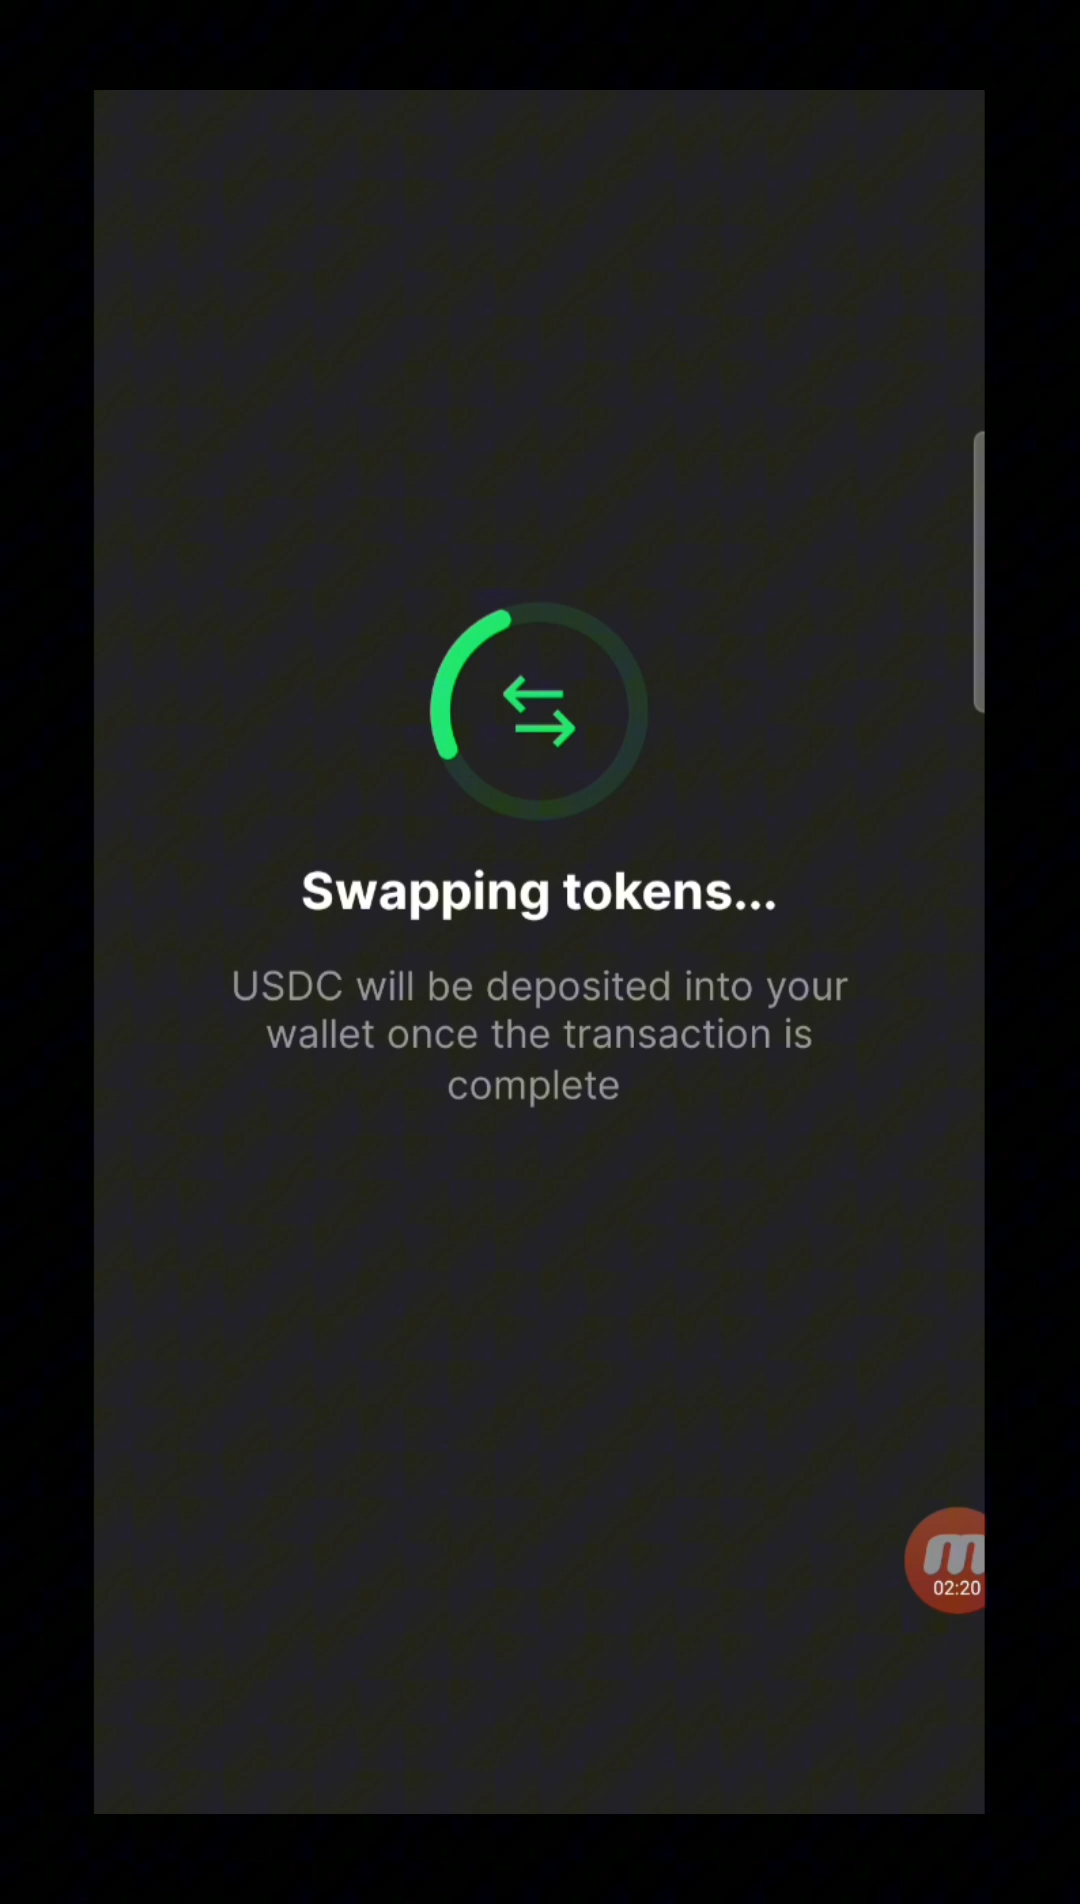 Swapping tokens...
USDC will be deposited into your
wallet once the transaction is
complete
m
02:20